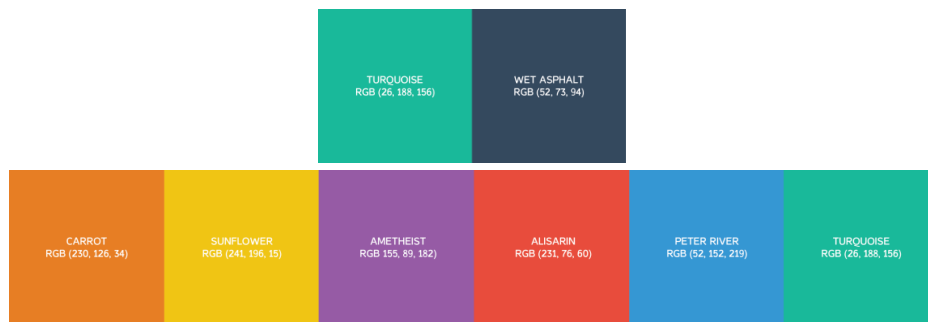 TURQUOISE
RGB (26, 188, 156)
WET ASPHALT
RGB (52, 73, 94)
CARROT
RGB (230, 126, 34)
SUNFLOWER
RGB (241, 196, 15)
AMETHEIST
RGB 155, 89, 182)
ALISARIN
RGB (231, 76, 60)
PETER RIVER
RGB (52, 152, 219)
TURQUOISE
RGB (26, 188, 156)